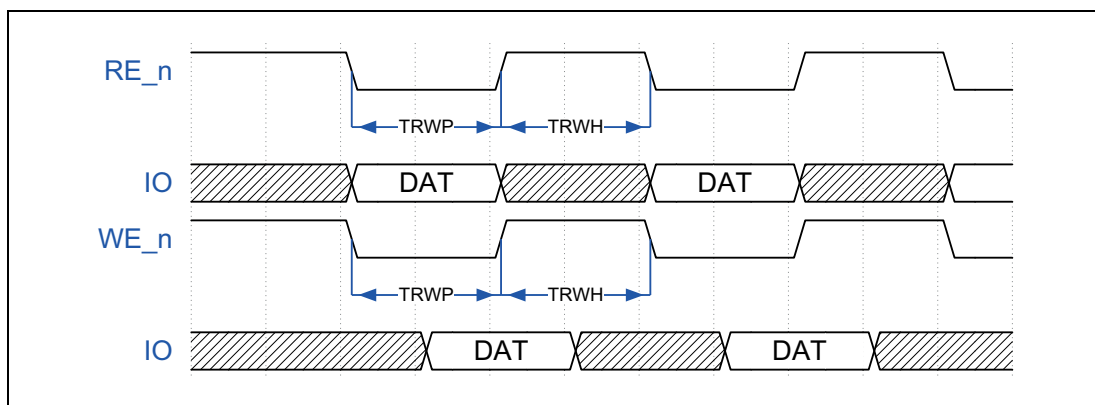 RE_n
TRWP TRWH
IO DAT DAT
WE_n
TRWP TRWH
IO DAT DAT